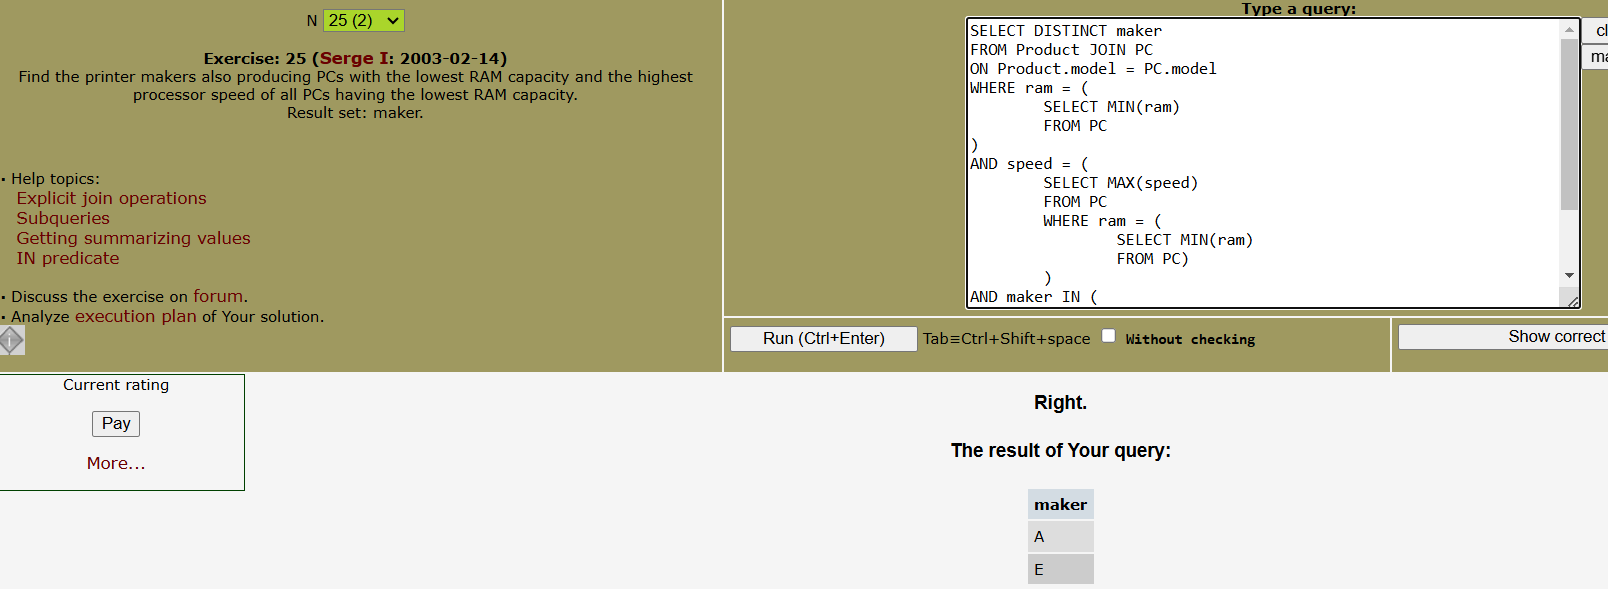 N 25 (2)
Exercise: 25 (Serge I: 2003-02-14)
Find the printer makers also producing PCs with the lowest RAM capacity and the highest
processor speed of all PCs having the lowest RAM capacity.
Result set: maker.
· Help topics:
Explicit join operations
Subqueries
Getting summarizing values
IN predicate
· Discuss the exercise on forum.
· Analyze execution plan of Your solution.
Type a query:
SELECT DISTINCT maker
FROM Product JOIN PC
ON Product.model = PC.model
WHERE ram = (
SELECT MIN(ram)
FROM PC
)
AND speed = (
SELECT MAX(speed)
FROM PC
WHERE ram = (
SELECT MIN(ram)
FROM PC)
)
AND maker IN (
Run (Ctrl+Enter) Tab≡Ctrl+Shift+space Without checking
Show correct
Current rating
Pay
More...
Right.
The result of Your query:
maker
A
E